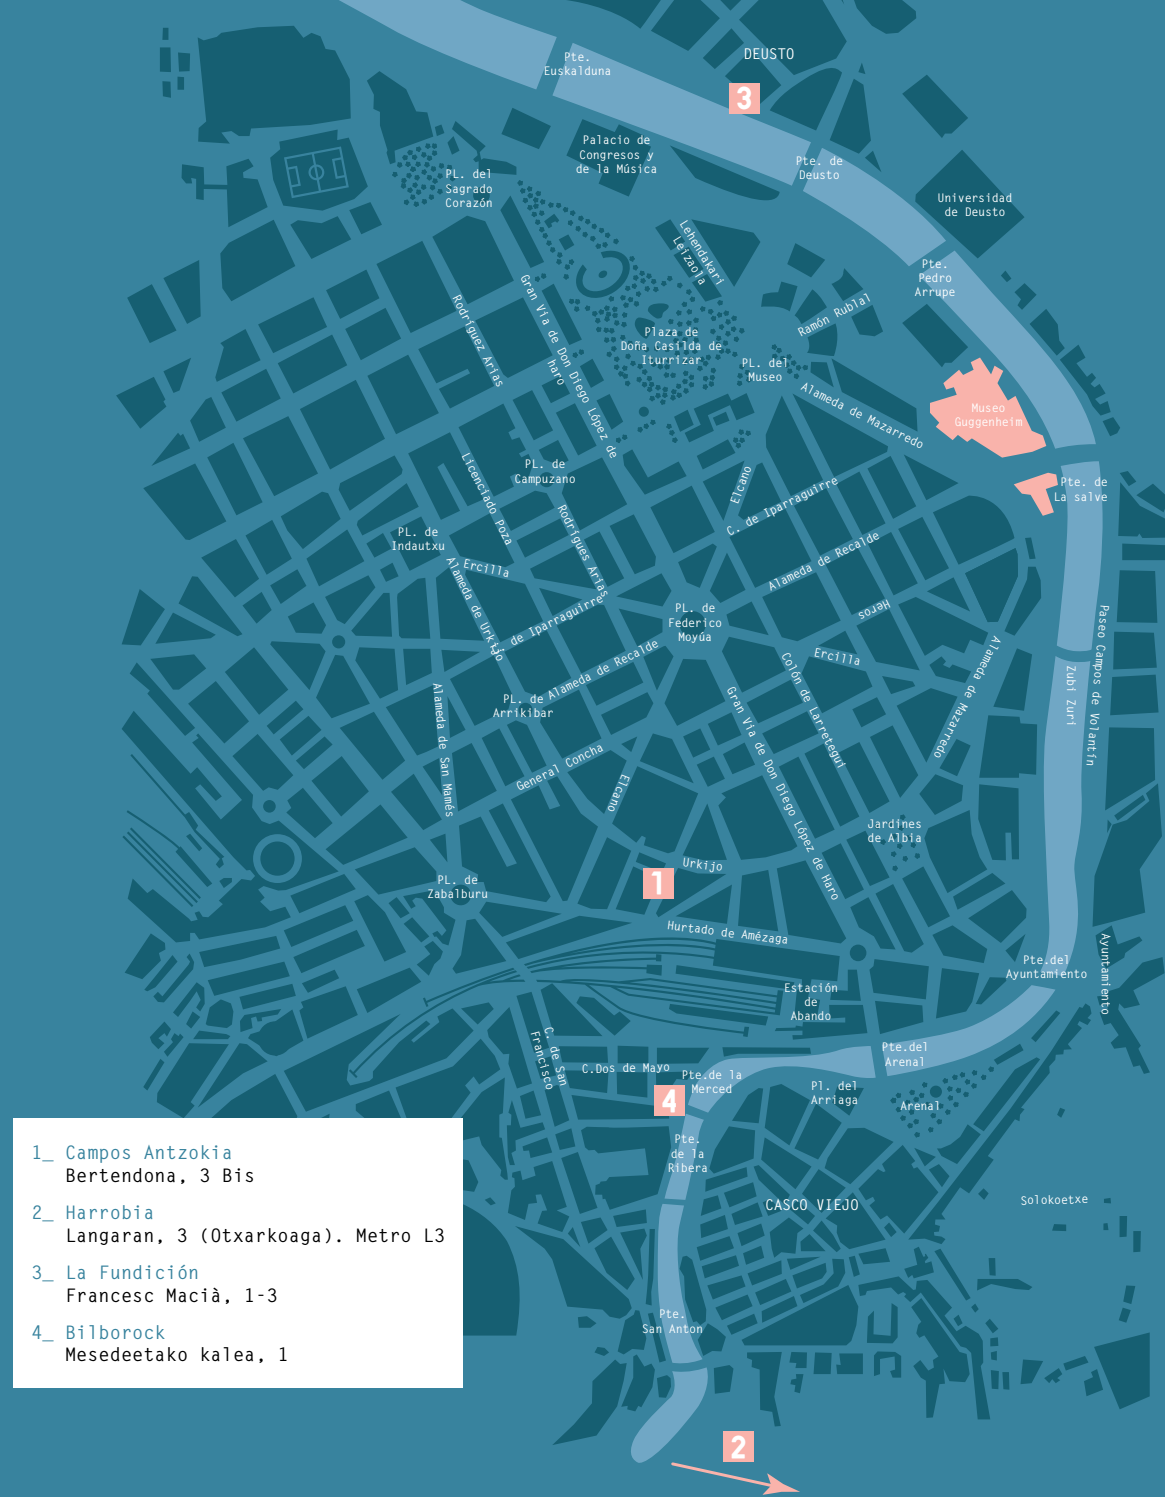 DEUSTO
Pte.
Euskalduna
3
Palacio de
Congresos y
de la Música
Pte. de
Deusto
PL. del
Sagrado
Corazón
Universidad
de Deusto
Lehendakari
Leizaola
Pte.
Pedro
Arrupe
Gran Vía de Don Diego López de
haro
Rodríguez Arias
Ramón Rublal
Plaza de
Doña Casilda de
Iturrizar
PL. del
Museo
Alameda de Mazarredo
Museo
Guggenheim
Licenciado Poza
PL. de
Campuzano
Elcano
C. de Iparraguirre
Pte. de
La salve
Rodrígues Arias
PL. de
Indautxu
Ercilla
Alameda de Urkijo
Alameda de Recalde
C. de Iparraguirre
PL. de
Federico
Moyúa
Heros
Paseo Campos de Volantín
Ercilla
Colón de Larretegui
Alameda de Mazarredo
Alameda de Recalde
Zubi Zuri
PL. de
Arrikibar
Alameda de San Mamés
Gran Vía de Don Diego López de Haro
General Concha
Elcano
Jardines
de Albia
Urkijo
1
PL. de
Zabalburu
Hurtado de Amézaga
Pte.del
Ayuntamiento
Ayuntamiento
Estación
de
Abando
C. de San
Francisco
Pte.del
Arenal
C.Dos de Mayo
Pte.de la
Merced
Pl. del
Arriaga
Arenal
4
Pte.
de la
Ribera
CASCO VIEJO
Solokoetxe
Pte.
San Anton
2
1_ Campos Antzokia
Bertendona, 3 Bis
2_ Harrobia
Langaran, 3 (Otxarkoaga). Metro L3
3_ La Fundición
Francesc Macià, 1-3
4_ Bilborock
Mesedeetako kalea, 1